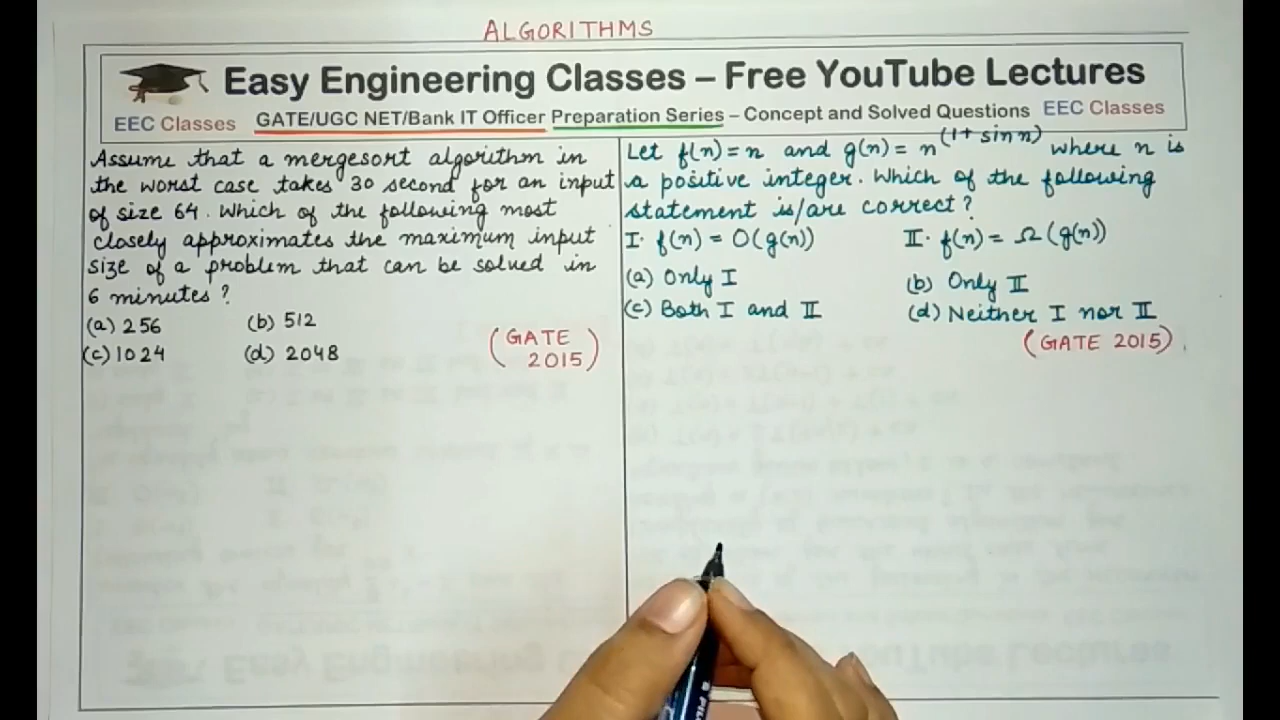 ALGORITHMS
Easy Engineering Classes – Free YouTube Lectures
EEC Classes GATE/UGC NET/Bank IT Officer Preparation Series – Concept and Solved Questions EEC Classes
Assume that a mergesort algorithm in
the worst case takes 30 second for an input
of size 64. Which of the following most
closely approximates the maximum input
size of a problem that can be solved in
6 minutes?
(a) 256 (b) 512
(c) 1024 (d) 2048
(GATE 2015)
Let f(n) = n and g(n) = n^(1+ sin n) where n is
a positive integer. Which of the following
statement is/are correct?
I. f(n) = O(g(n)) II. f(n) = Ω(g(n))
(a) Only I (b) Only II
(c) Both I and II (d) Neither I nor II
(GATE 2015).